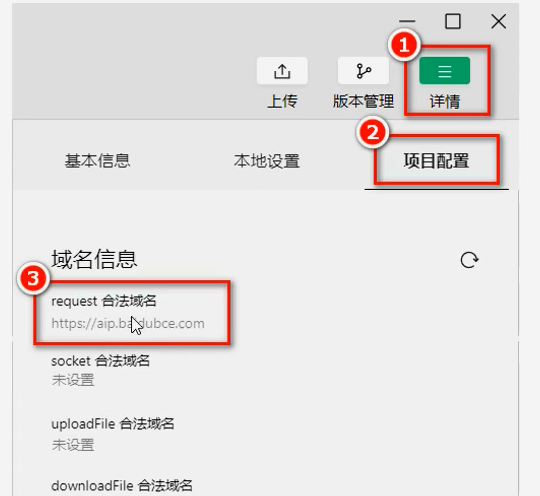 1
上传 版本管理 详情
2
基本信息 本地设置 项目配置
域名信息
3
request 合法域名
https://aip.baidubce.com
socket 合法域名
未设置
uploadFile 合法域名
未设置
downloadFile 合法域名